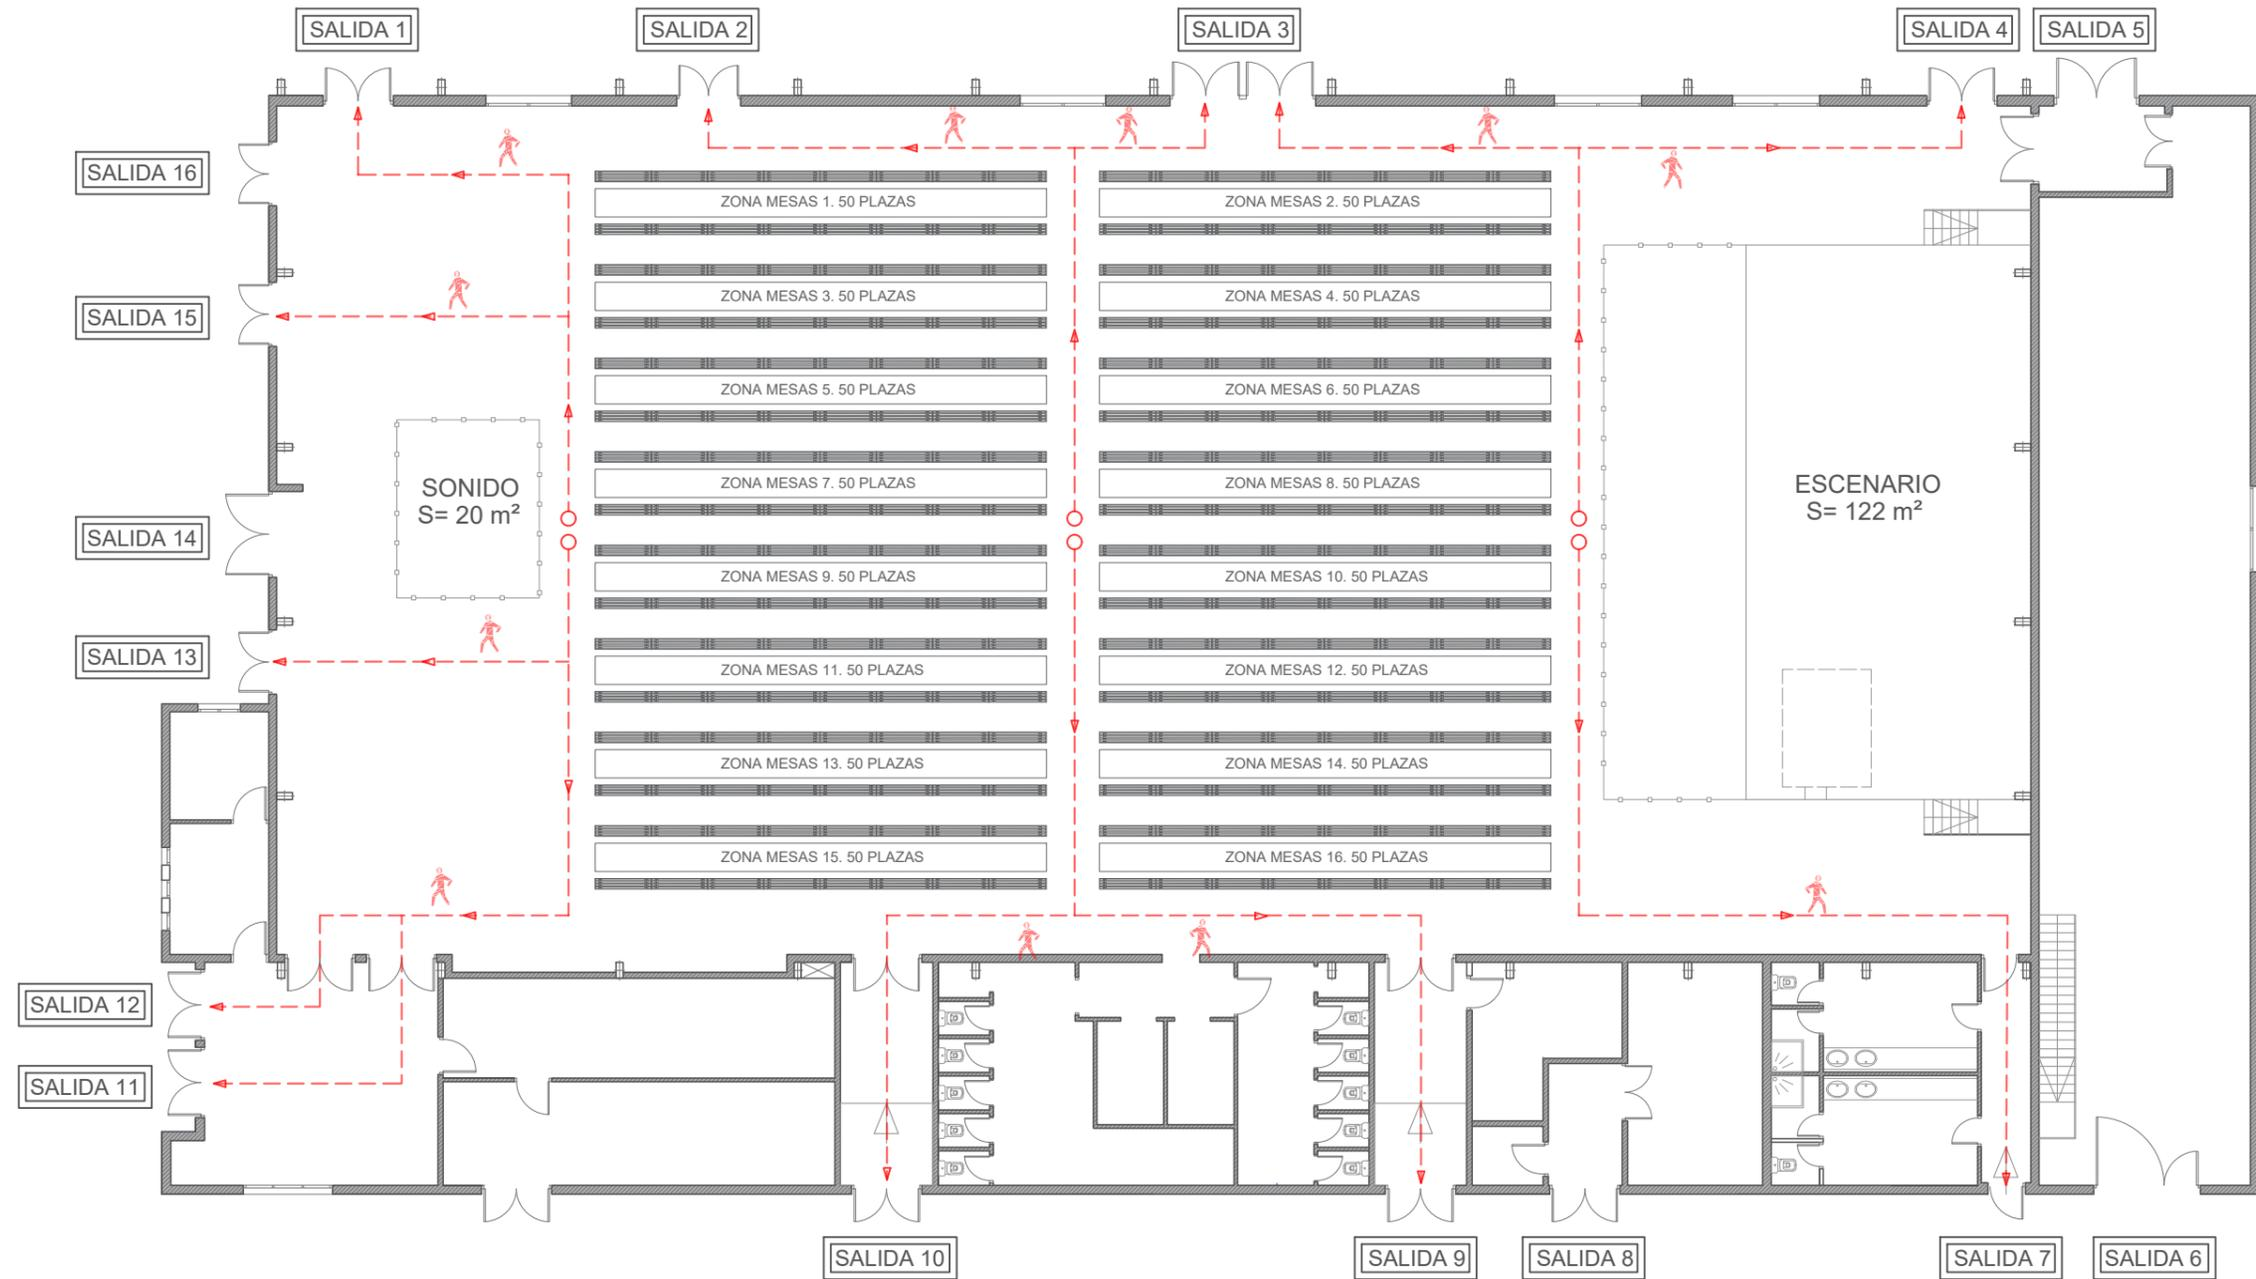 SALIDA 1
SALIDA 2
SALIDA 3
SALIDA 4
SALIDA 5
SALIDA 16
ZONA MESAS 1. 50 PLAZAS
ZONA MESAS 2. 50 PLAZAS
SALIDA 15
ZONA MESAS 3. 50 PLAZAS
ZONA MESAS 4. 50 PLAZAS
ZONA MESAS 5. 50 PLAZAS
ZONA MESAS 6. 50 PLAZAS
SONIDO
S= 20 m²
ZONA MESAS 7. 50 PLAZAS
ZONA MESAS 8. 50 PLAZAS
ESCENARIO
S= 122 m²
SALIDA 14
ZONA MESAS 9. 50 PLAZAS
ZONA MESAS 10. 50 PLAZAS
SALIDA 13
ZONA MESAS 11. 50 PLAZAS
ZONA MESAS 12. 50 PLAZAS
ZONA MESAS 13. 50 PLAZAS
ZONA MESAS 14. 50 PLAZAS
ZONA MESAS 15. 50 PLAZAS
ZONA MESAS 16. 50 PLAZAS
SALIDA 12
SALIDA 11
SALIDA 10
SALIDA 9
SALIDA 8
SALIDA 7
SALIDA 6